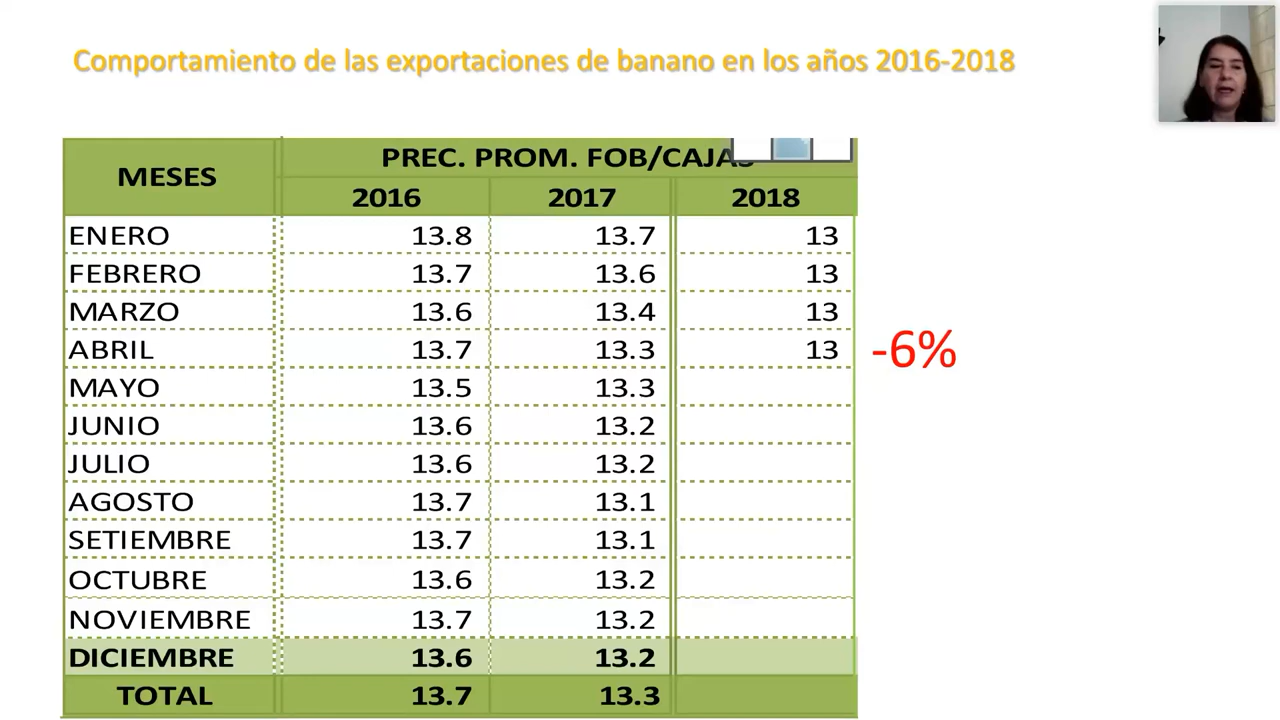 Comportamiento de las exportaciones de banano en los años 2016-2018
MESES PREC. PROM. FOB/CAJAS
2016 2017 2018
ENERO 13.8 13.7 13
FEBRERO 13.7 13.6 13
MARZO 13.6 13.4 13
ABRIL 13.7 13.3 13 -6%
MAYO 13.5 13.3
JUNIO 13.6 13.2
JULIO 13.6 13.2
AGOSTO 13.7 13.1
SETIEMBRE 13.7 13.1
OCTUBRE 13.6 13.2
NOVIEMBRE 13.7 13.2
DICIEMBRE 13.6 13.2
TOTAL 13.7 13.3